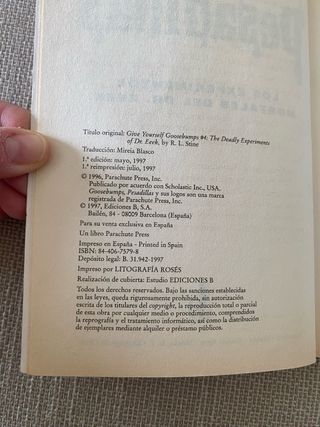 Título original: Give Yourself Goosebumps #4: The Deadly Experiments
of Dr. Eeek, by R. L. Stine
Traducción: Mireia Blasco
1.ª edición: mayo, 1997
1.ª reimpresión: julio, 1997
© 1996, Parachute Press, Inc.
Publicado por acuerdo con Scholastic Inc., USA.
Goosebumps, Pesadillas y sus logos son una marca
registrada de Parachute Press, Inc.
© 1997, Ediciones B, S.A.
Bailén, 84 - 08009 Barcelona (España)
Para su venta exclusiva en España
Un libro Parachute Press
Impreso en España - Printed in Spain
ISBN: 84-406-7579-8
Depósito legal: B. 31.942-1997
Impreso por LITOGRAFÍA ROSÉS
Realización de cubierta: Estudio EDICIONES B
Todos los derechos reservados. Bajo las sanciones establecidas
en las leyes, queda rigurosamente prohibida, sin autorización
escrita de los titulares del copyright, la reproducción total o parcial
de esta obra por cualquier medio o procedimiento, comprendidos
la reprografía y el tratamiento informático, así como la distribución
de ejemplares mediante alquiler o préstamo públicos.